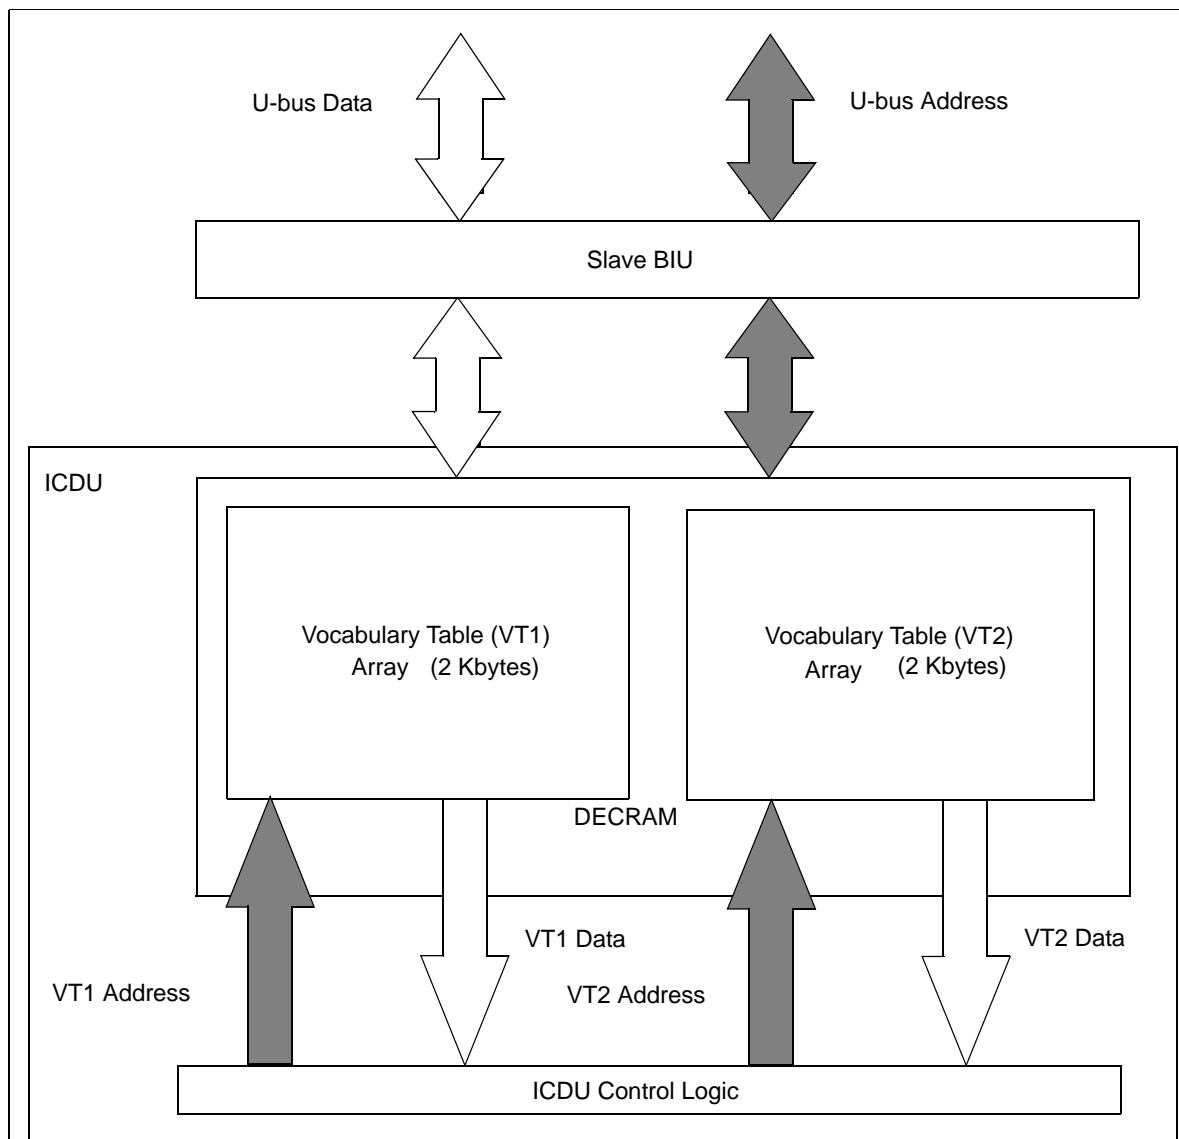 U-bus Data
U-bus Address
Slave BIU
ICDU
Vocabulary Table (VT1)
Array (2 Kbytes)
Vocabulary Table (VT2)
Array (2 Kbytes)
DECRAM
VT1 Data
VT2 Data
VT1 Address
VT2 Address
ICDU Control Logic